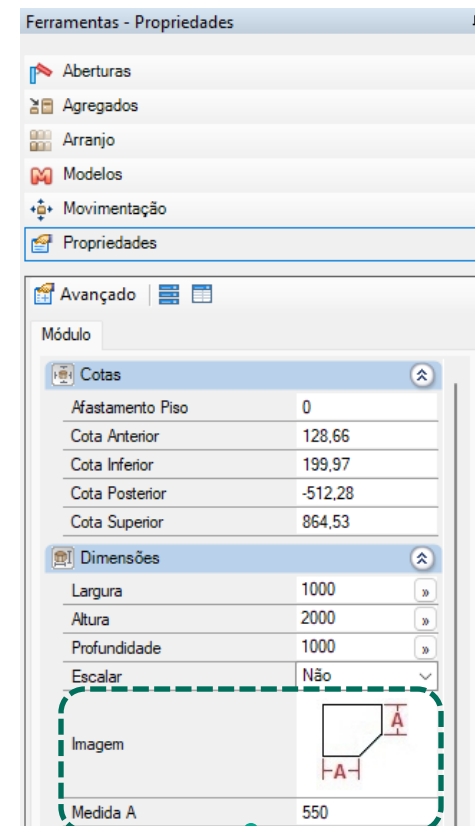 Ferramentas - Propriedades
Aberturas
Agregados
Arranjo
Modelos
Movimentação
Propriedades
Avançado
Módulo
Cotas
Afastamento Piso 0
Cota Anterior 128,66
Cota Inferior 199,97
Cota Posterior -512,28
Cota Superior 864,53
Dimensões
Largura 1000 »
Altura 2000 »
Profundidade 1000 »
Escalar Não
Imagem A A
Medida A 550